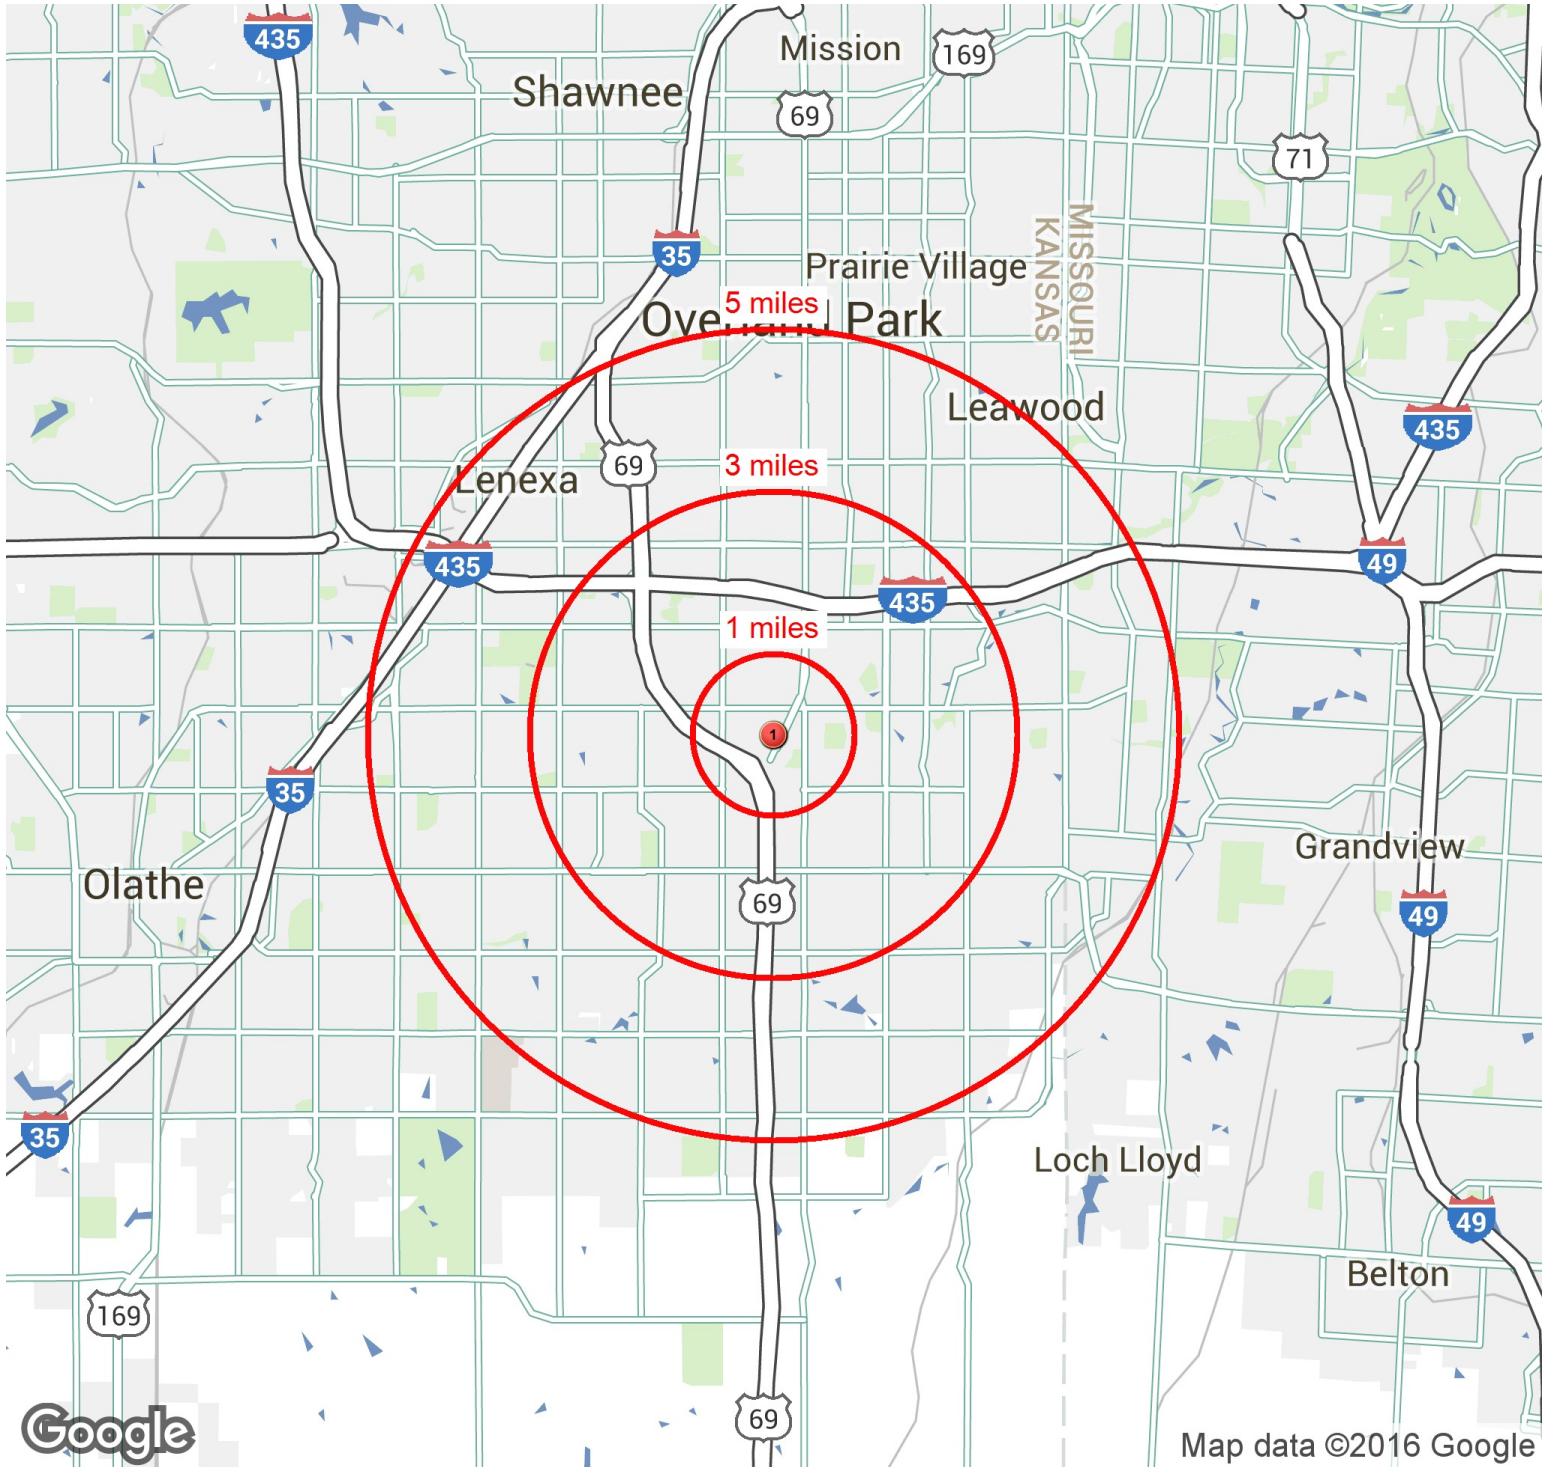 435
Mission
169
Shawnee
69
71
MISSOURI
KANSAS
35
Prairie Village
5 miles
Overland Park
Leawood
435
3 miles
69
Lenexa
435
49
435
1 miles
1
35
Grandview
Olathe
69
49
35
Loch Lloyd
49
Belton
169
69
Google
Map data ©2016 Google